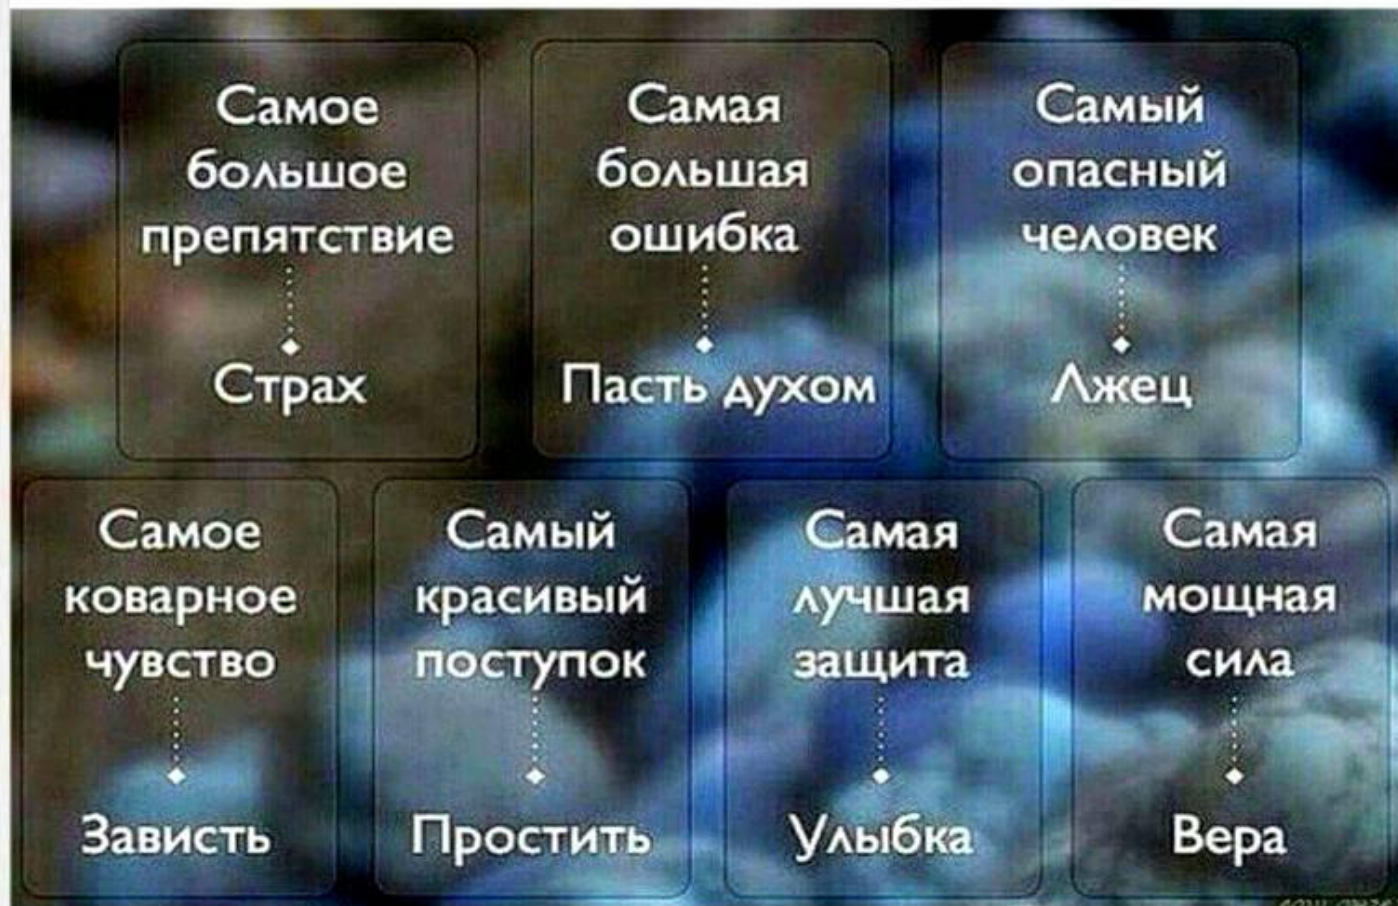 Самое
большое
препятствие
Страх
Самая
большая
ошибка
Пасть духом
Самый
опасный
человек
Лжец
Самое
коварное
чувство
Зависть
Самый
красивый
поступок
Простить
Самая
лучшая
защита
Улыбка
Самая
мощная
сила
Вера